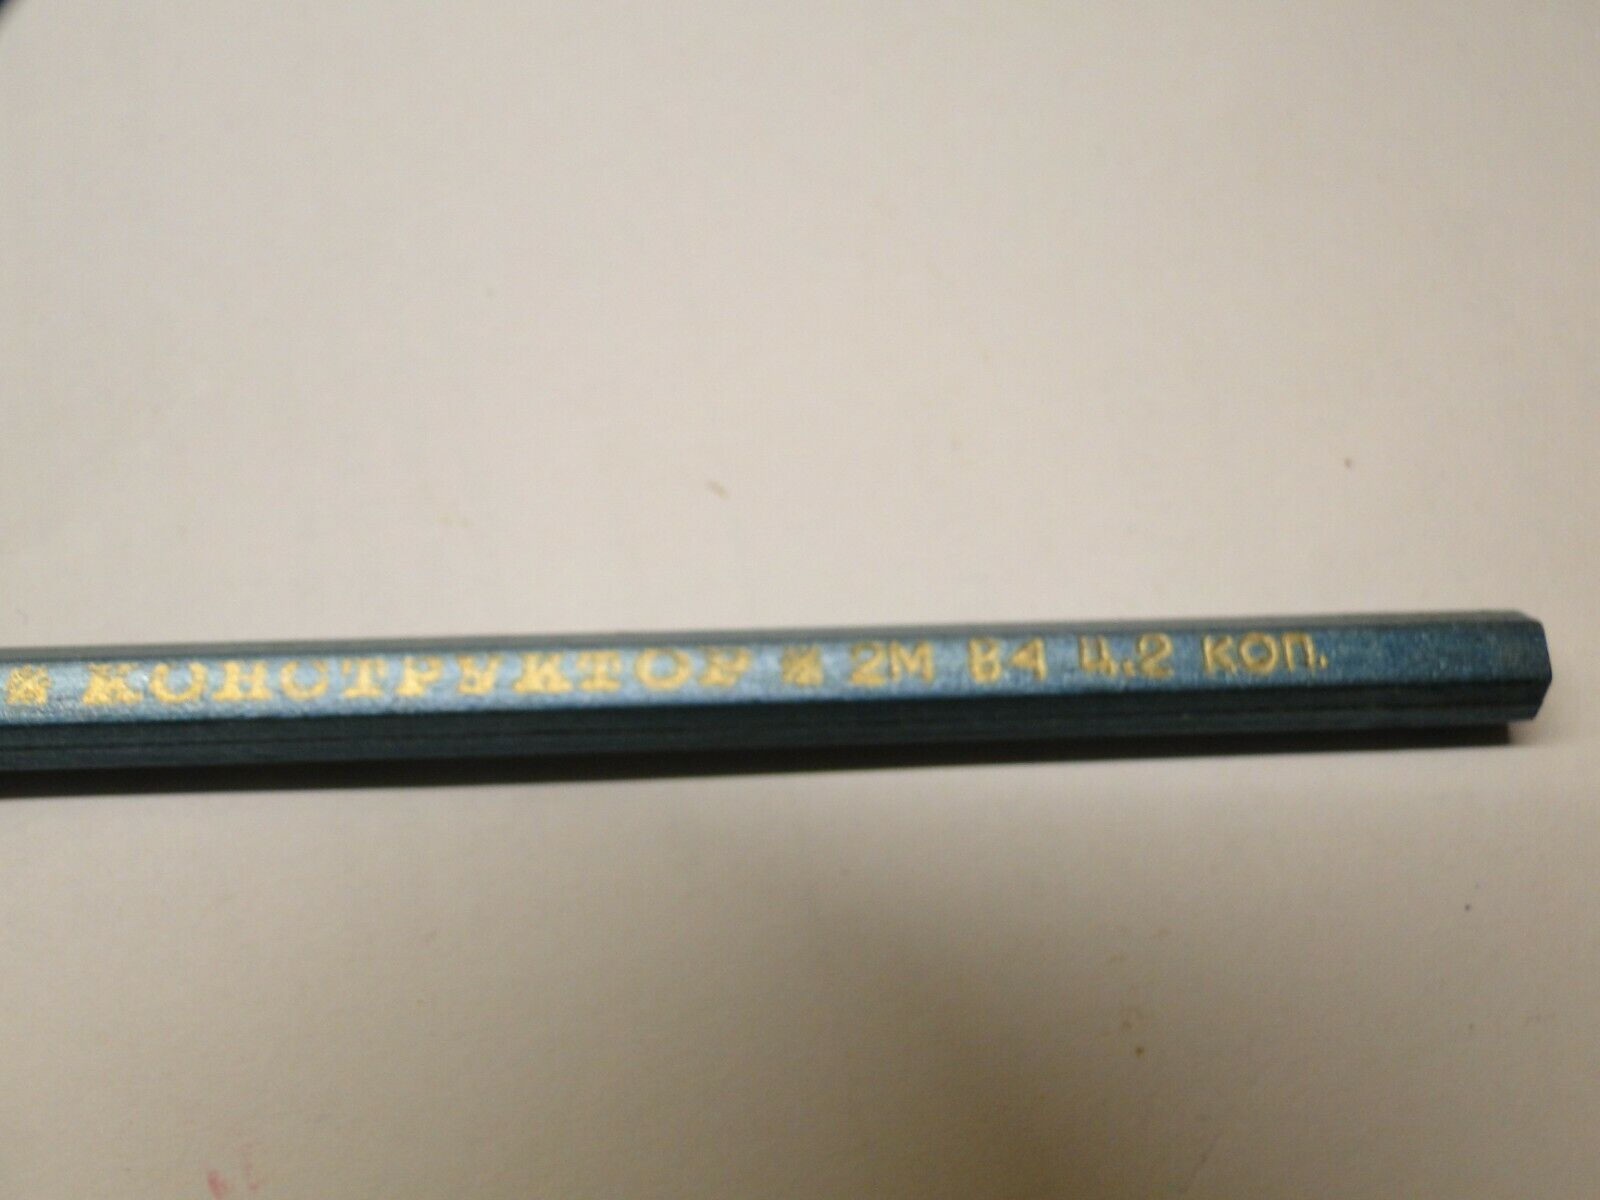 ※ КОНСТРУКТОР ※ 2М В4 Ц.2 КОП.